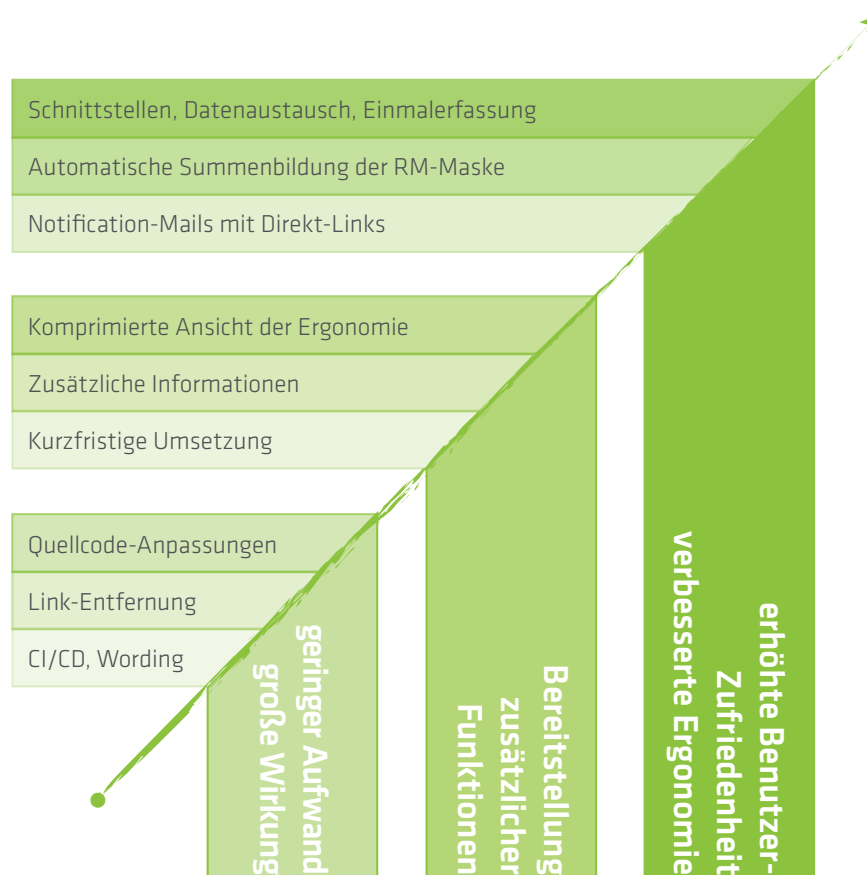 Schnittstellen, Datenaustausch, Einmalerfassung
Automatische Summenbildung der RM-Maske
Notification-Mails mit Direkt-Links
Komprimierte Ansicht der Ergonomie
Zusätzliche Informationen
Kurzfristige Umsetzung
Quellcode-Anpassungen
Link-Entfernung
CI/CD, Wording
geringer Aufwand
große Wirkung
Bereitstellung
zusätzlicher
Funktionen
erhöhte Benutzer-
Zufriedenheit
verbesserte Ergonomie